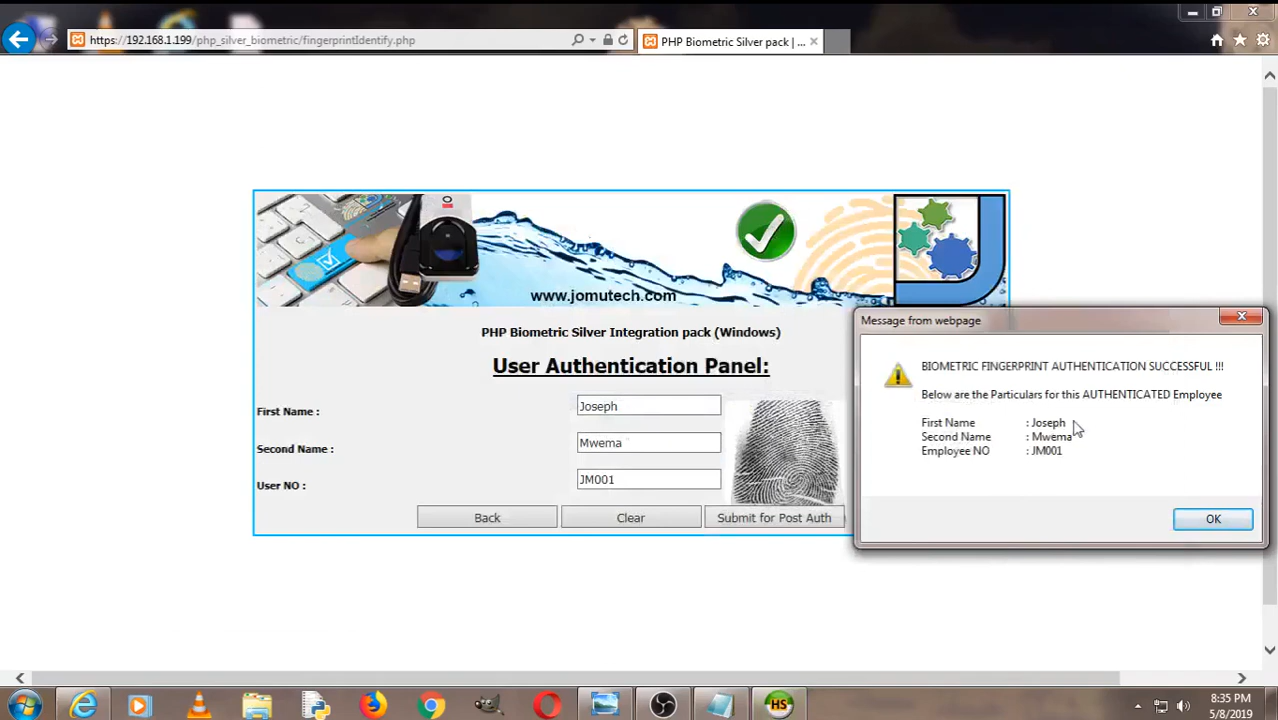 https://192.168.1.199/php_silver_biometric/fingerprintIdentify.php
PHP Biometric Silver pack | ...
www.jomutech.com
PHP Biometric Silver Integration pack (Windows)
User Authentication Panel:
First Name :
Joseph
Second Name :
Mwema
User NO :
JM001
Back
Clear
Submit for Post Auth
Message from webpage
BIOMETRIC FINGERPRINT AUTHENTICATION SUCCESSFUL !!!
Below are the Particulars for this AUTHENTICATED Employee
First Name : Joseph
Second Name : Mwema
Employee NO : JM001
OK
HS
8:35 PM
5/8/2019